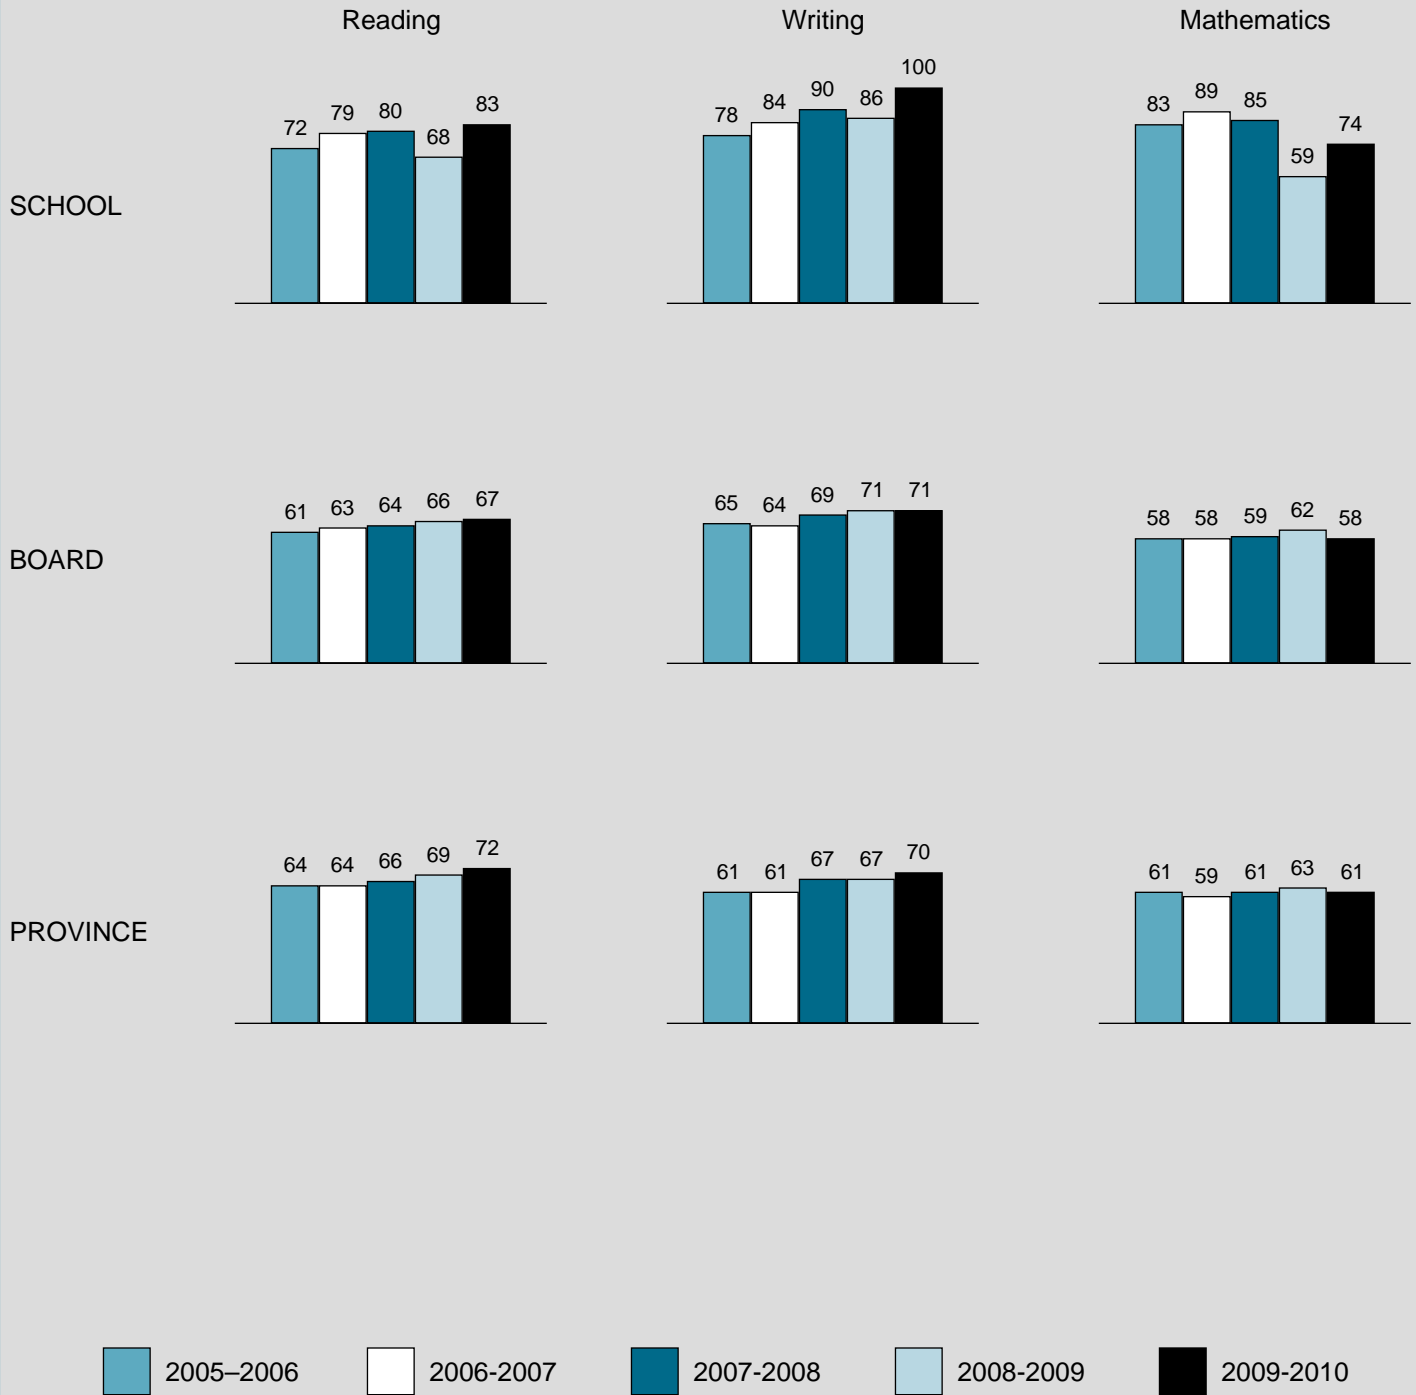 Reading Writing Mathematics
SCHOOL
72 79 80 68 83
78 84 90 86 100
83 89 85 59 74
BOARD
61 63 64 66 67
65 64 69 71 71
58 58 59 62 58
PROVINCE
64 64 66 69 72
61 61 67 67 70
61 59 61 63 61
2005–2006 2006-2007 2007-2008 2008-2009 2009-2010